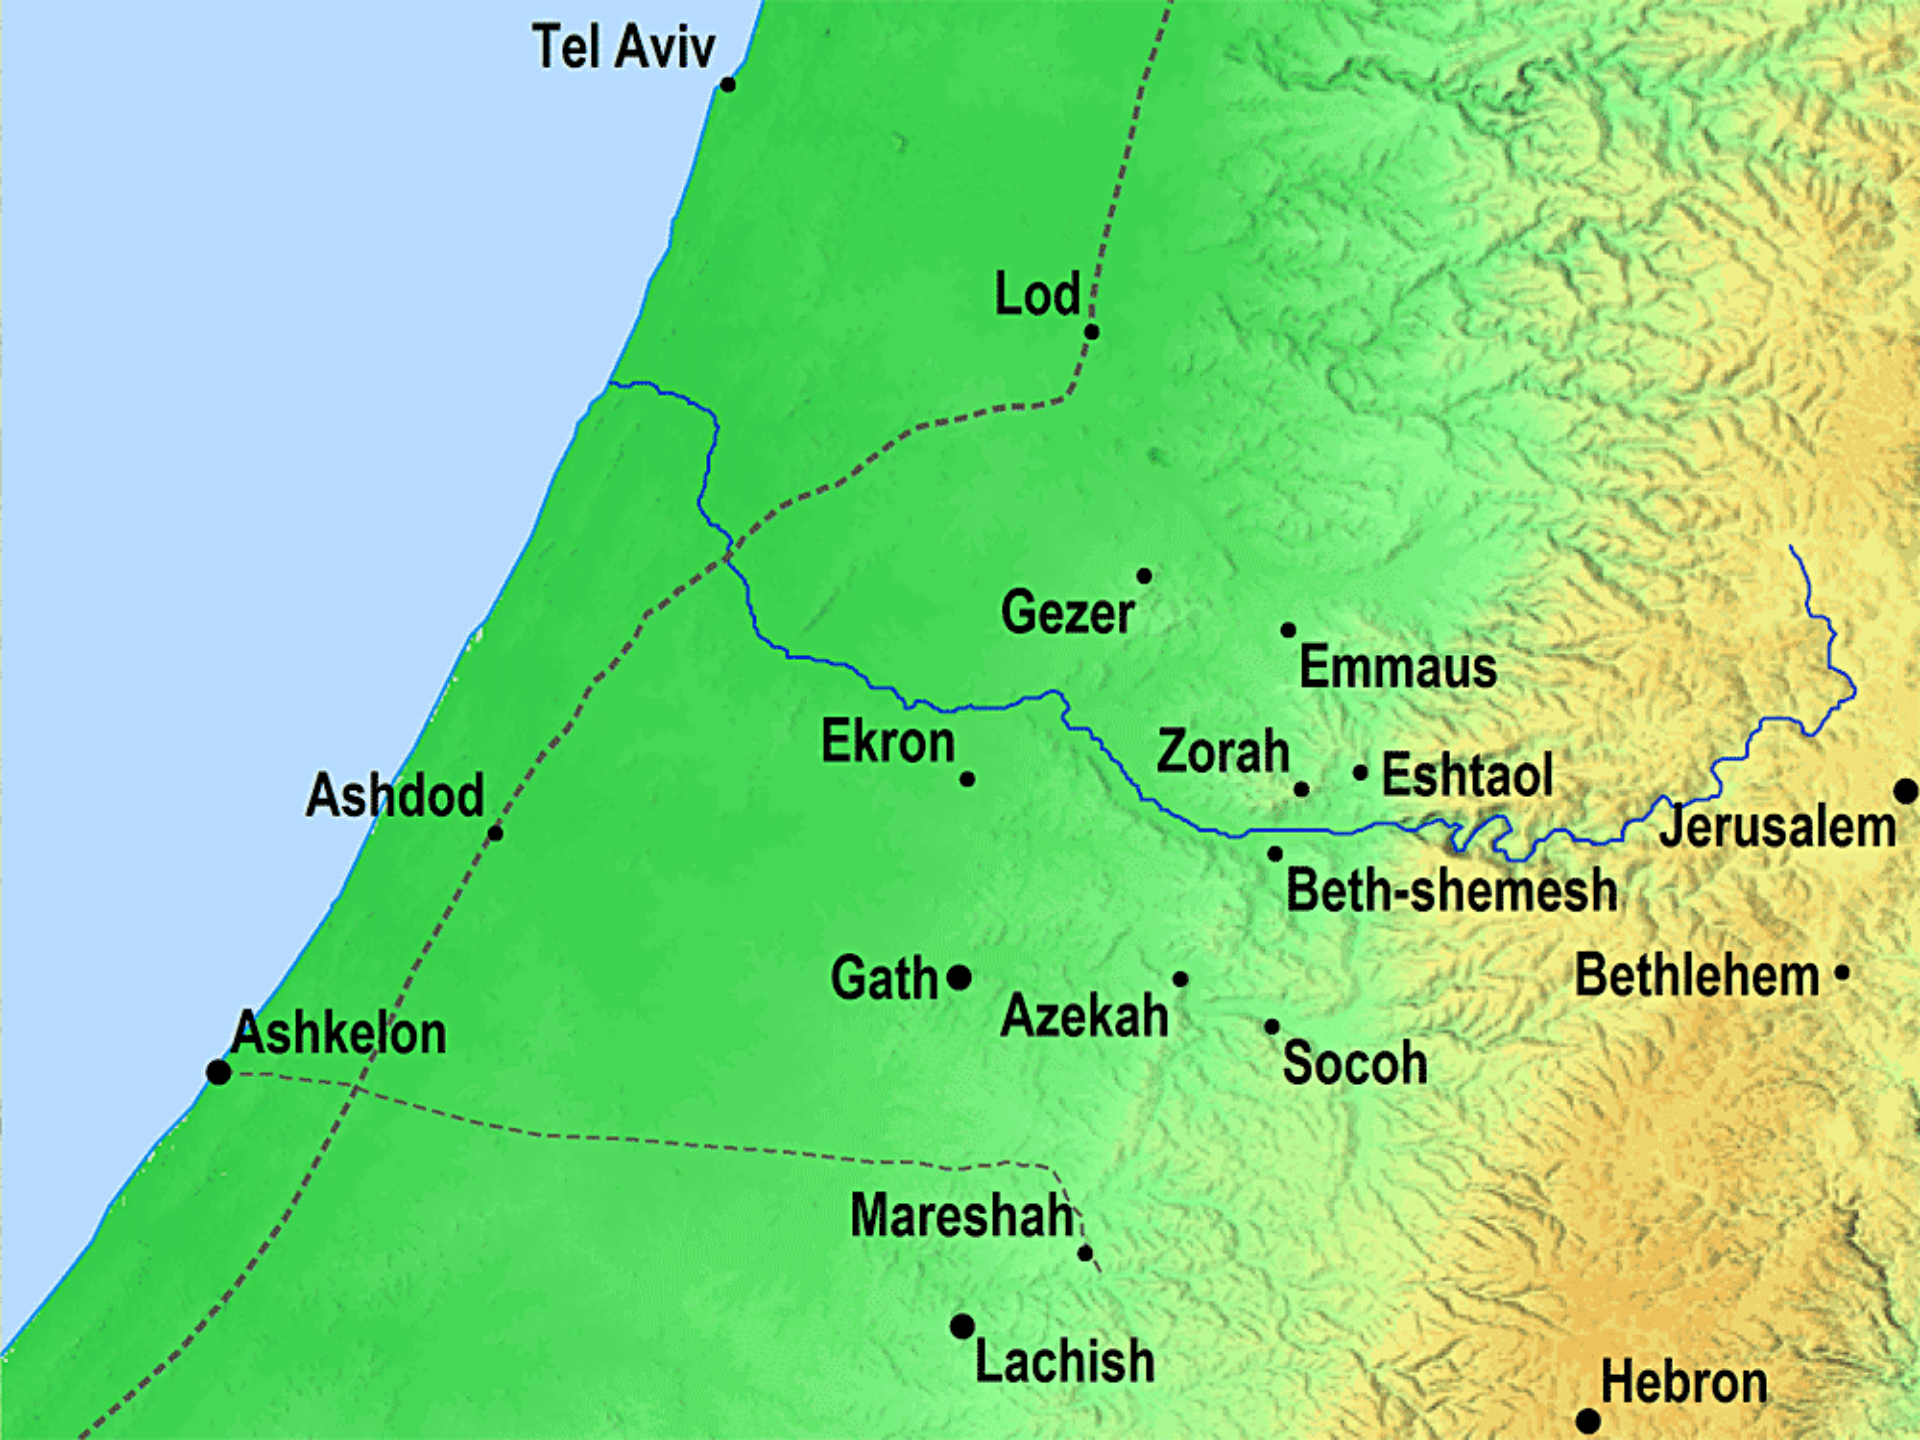 Tel Aviv
Lod
Gezer
Emmaus
Ekron
Zorah
Eshtaol
Ashdod
Jerusalem
Beth-shemesh
Gath
Bethlehem
Azekah
Ashkelon
Socoh
Mareshah
Lachish
Hebron